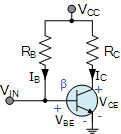 VCC
RB RC
IB β IC
VIN + +
VBE - - VCE